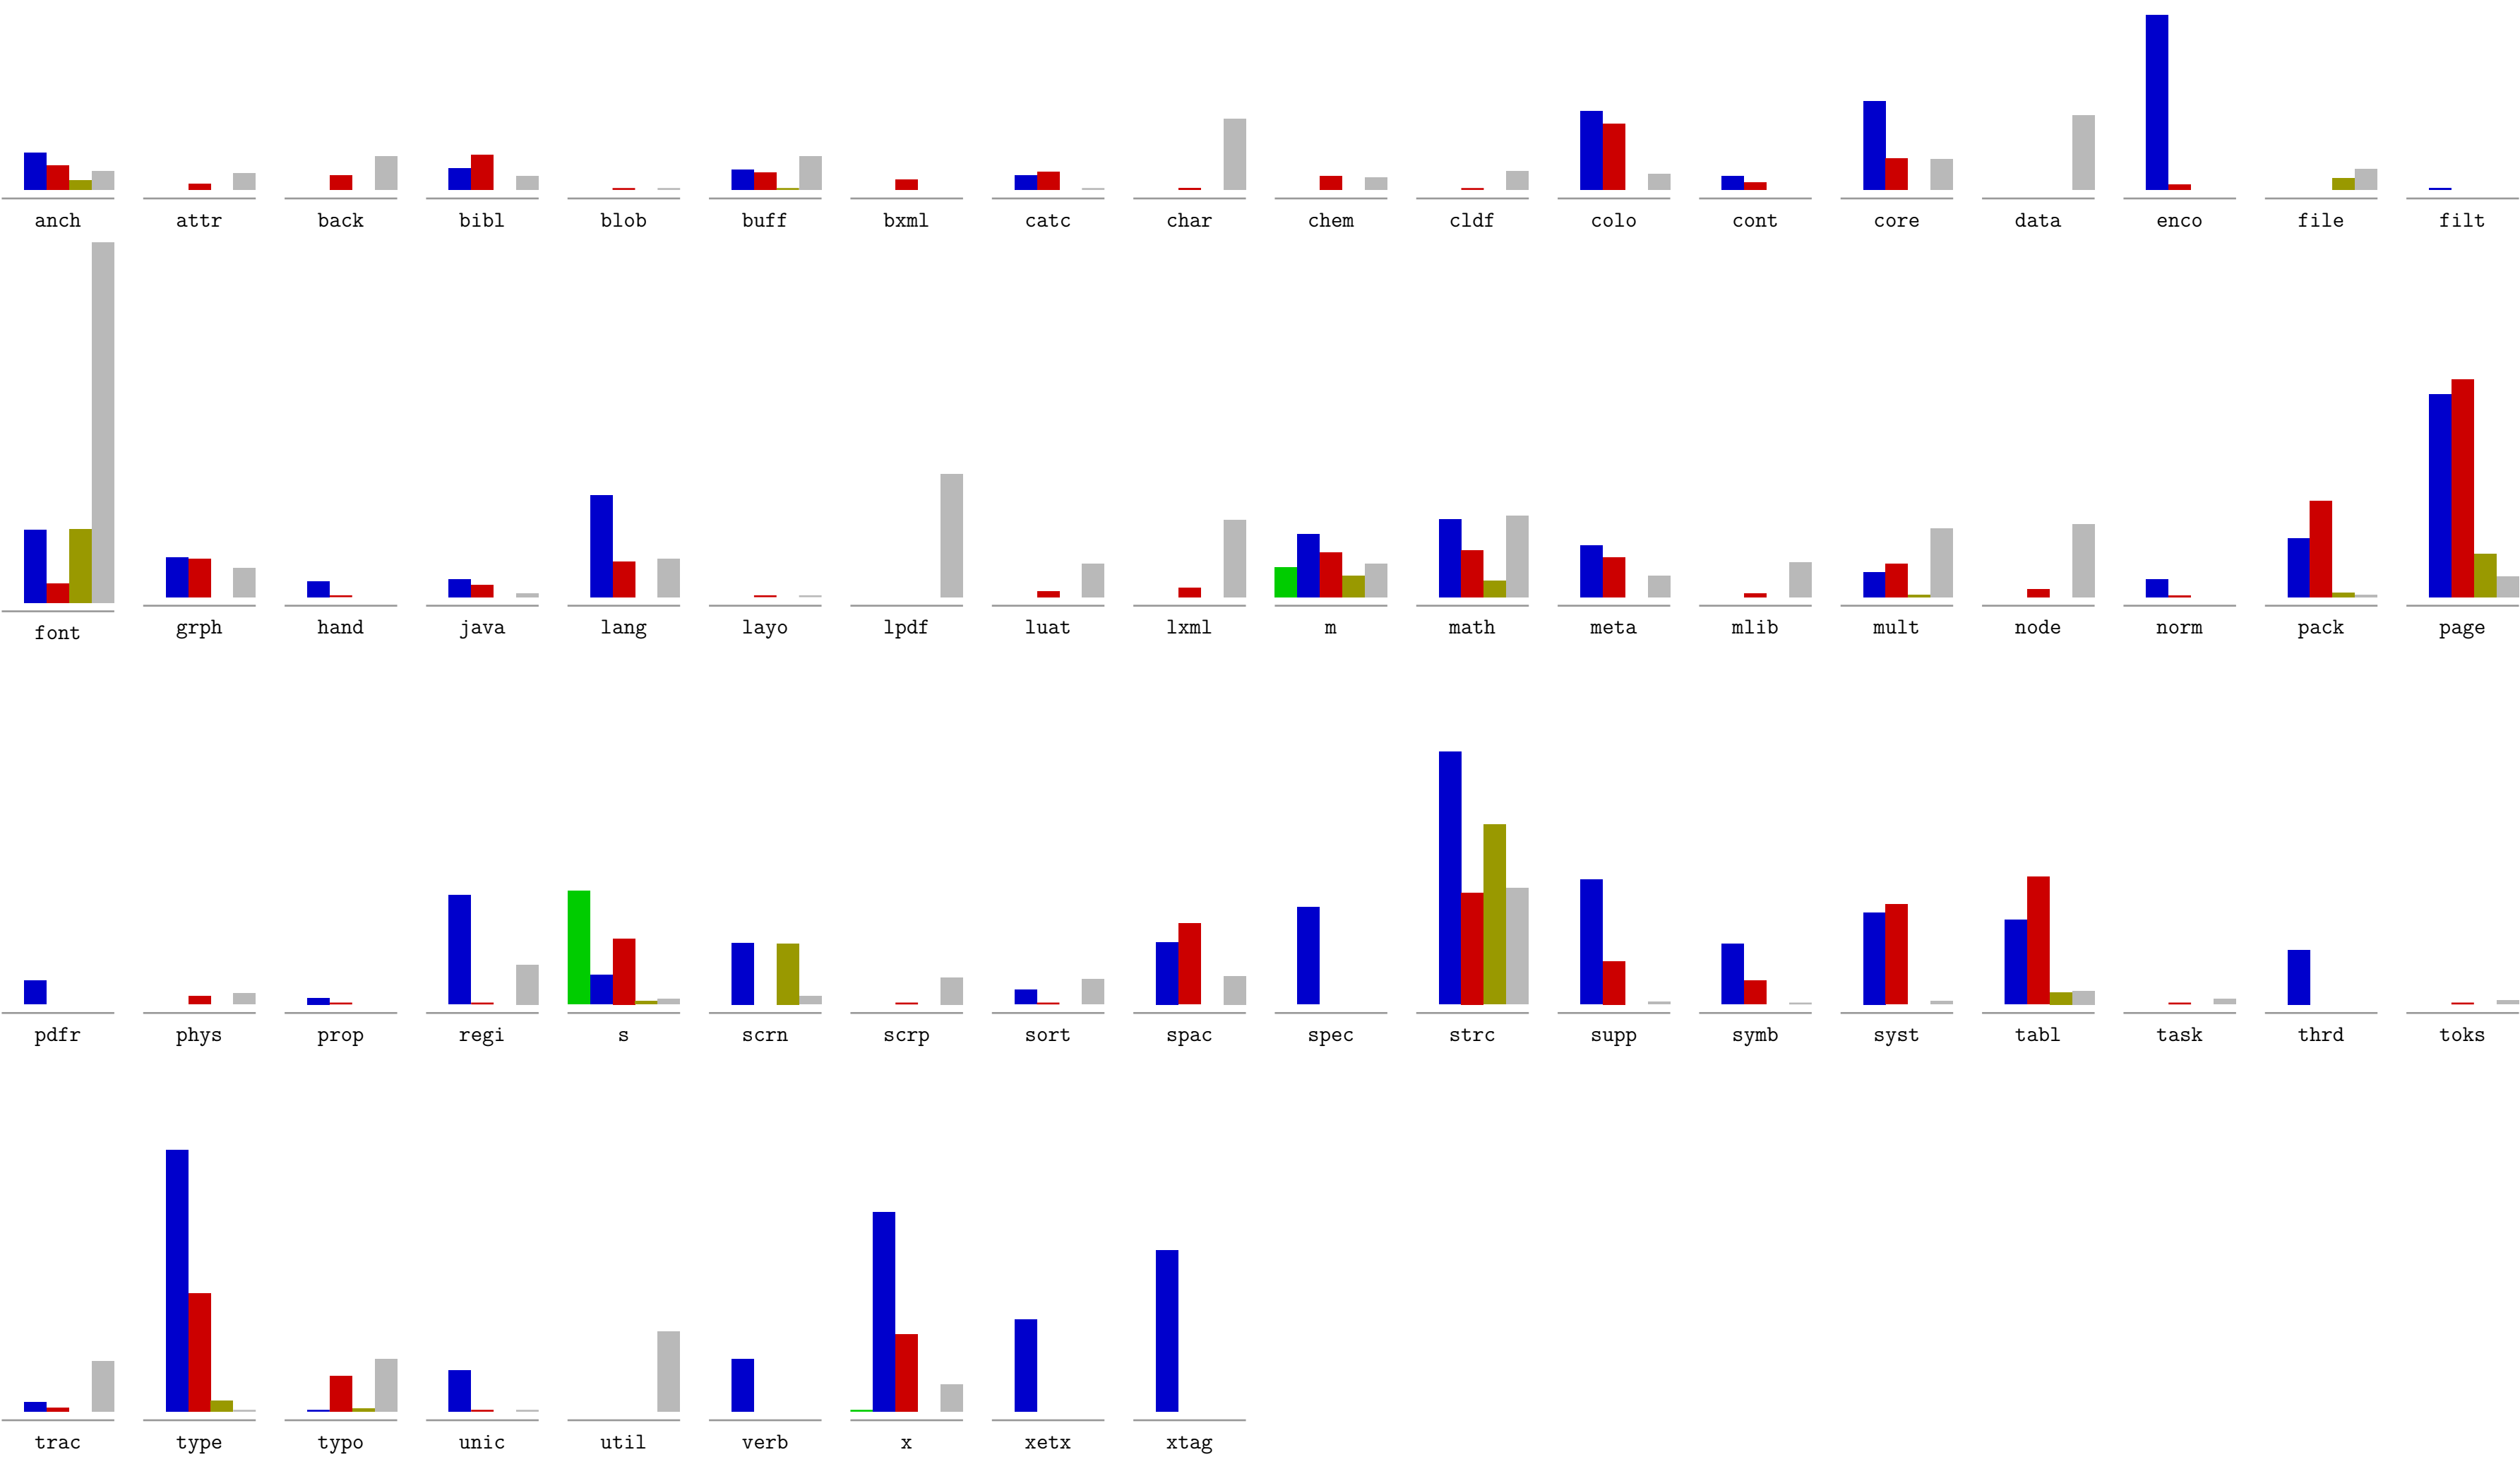 anch attr back bibl blob buff bxml catc char chem cldf colo cont core data enco file filt
font grph hand java lang layo lpdf luat lxml m math meta mlib mult node norm pack page
pdfr phys prop regi s scrn scrp sort spac spec strc supp symb syst tabl task thrd toks
trac type typo unic util verb x xetx xtag